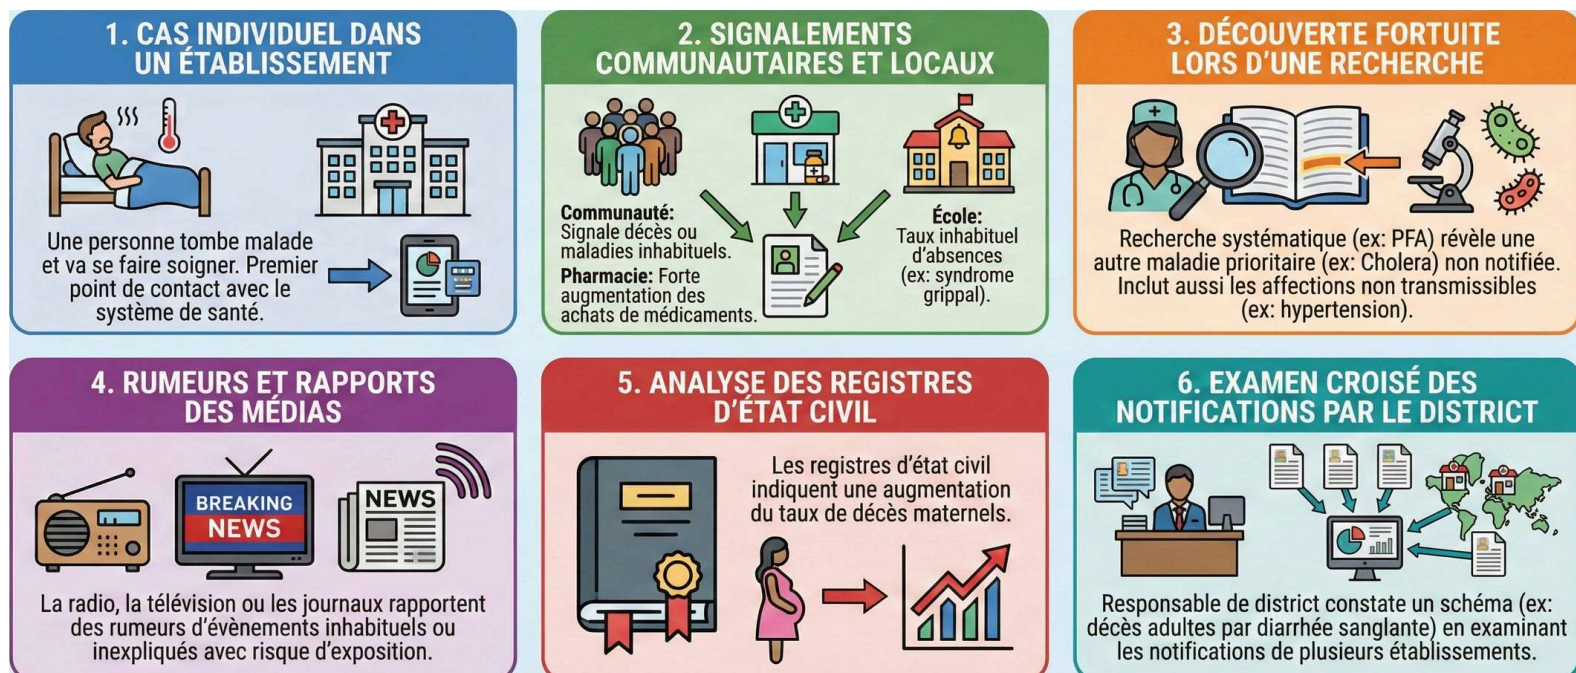 1. CAS INDIVIDUEL DANS
UN ÉTABLISSEMENT
Une personne tombe malade
et va se faire soigner. Premier
point de contact avec le
système de santé.
2. SIGNALEMENTS
COMMUNAUTAIRES ET LOCAUX
Communauté:
Signale décès ou
maladies inhabituels.
Pharmacie: Forte
augmentation des
achats de médicaments.
École:
Taux inhabituel
d'absences
(ex: syndrome
grippal).
3. DÉCOUVERTE FORTUITE
LORS D'UNE RECHERCHE
Recherche systématique (ex: PFA) révèle une
autre maladie prioritaire (ex: Cholera) non notifiée.
Inclut aussi les affections non transmissibles
(ex: hypertension).
4. RUMEURS ET RAPPORTS
DES MÉDIAS
BREAKING
NEWS
NEWS
La radio, la télévision ou les journaux rapportent
des rumeurs d'évènements inhabituels ou
inexpliqués avec risque d'exposition.
5. ANALYSE DES REGISTRES
D'ÉTAT CIVIL
Les registres d'état civil
indiquent une augmentation
du taux de décès maternels.
6. EXAMEN CROISÉ DES
NOTIFICATIONS PAR LE DISTRICT
Responsable de district constate un schéma (ex:
décès adultes par diarrhée sanglante) en examinant
les notifications de plusieurs établissements.